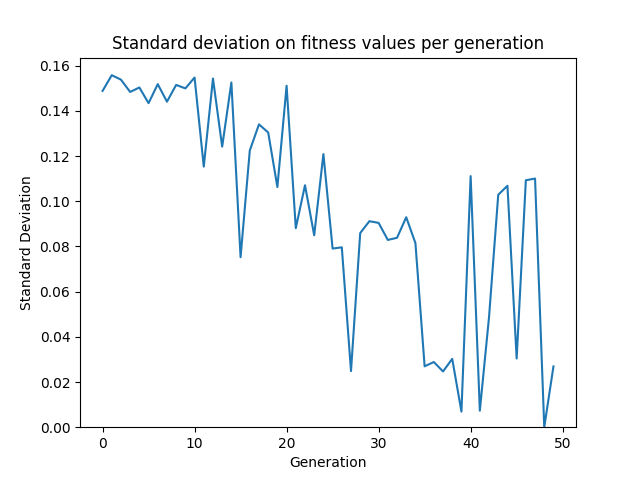 Standard deviation on fitness values per generation
0.16
0.14
0.12
0.10
0.08
0.06
0.04
0.02
0.00
Standard Deviation
0 10 20 30 40 50
Generation